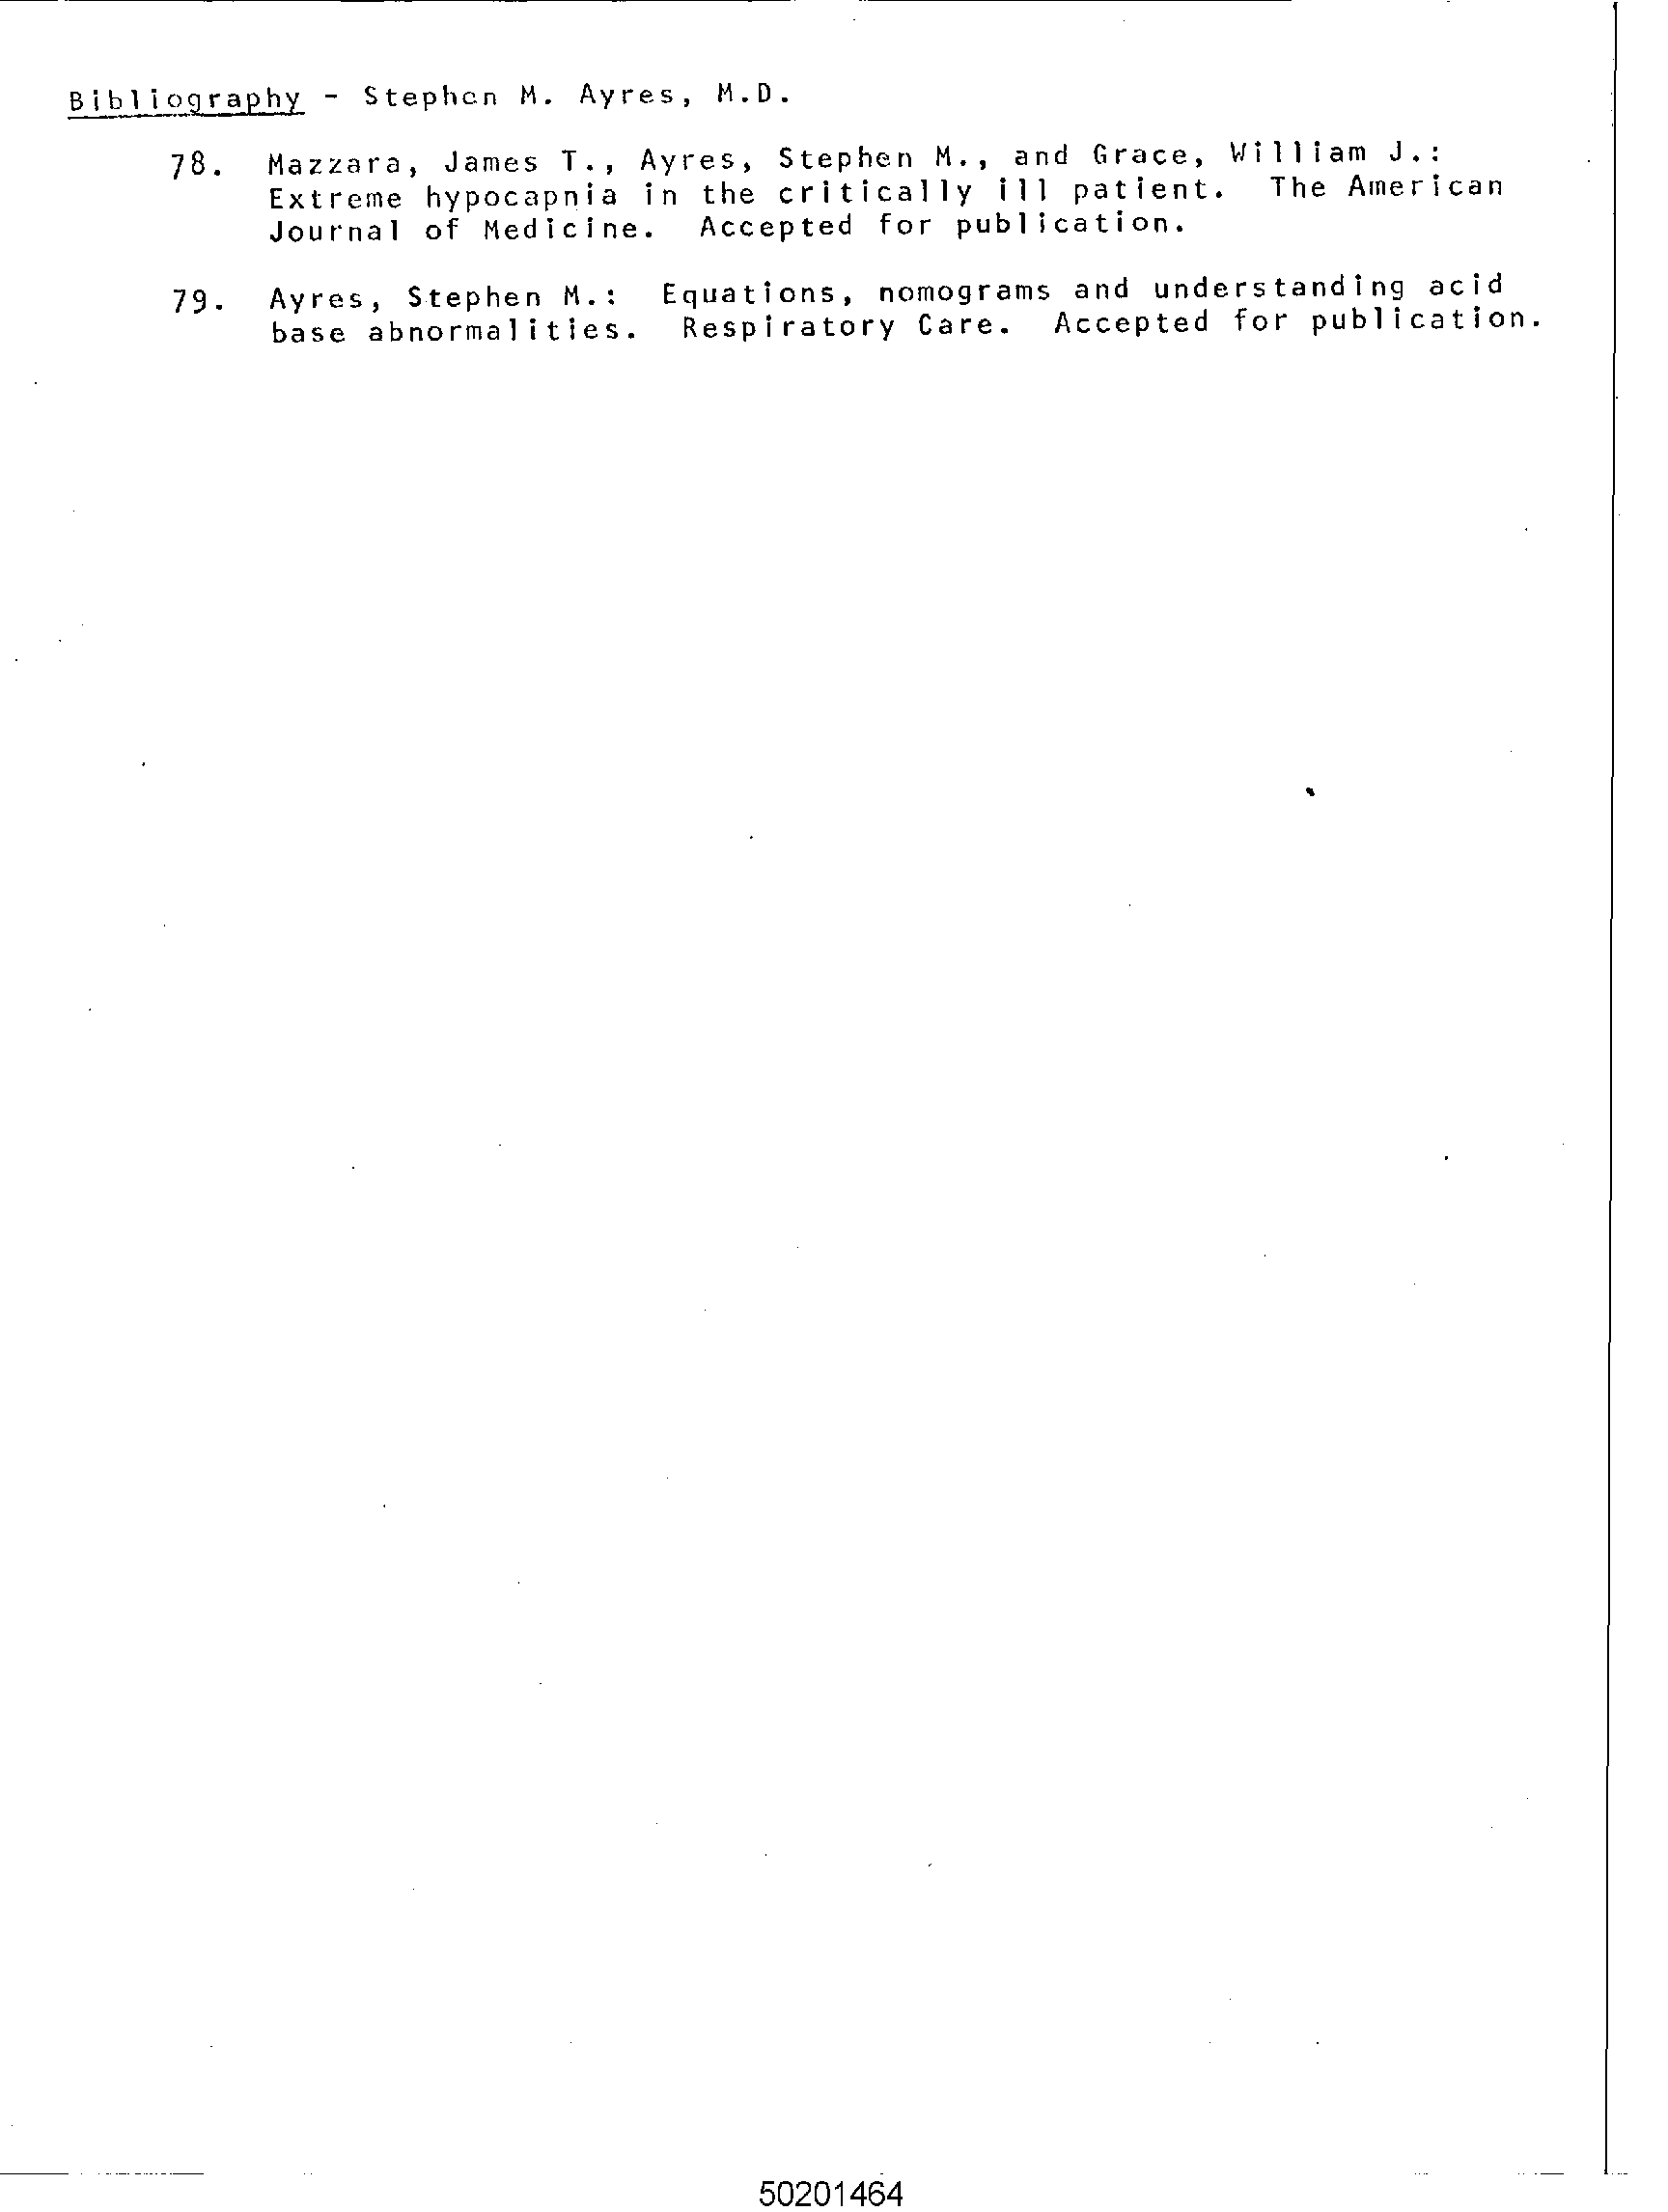 Bibliography - Stephen M. Ayres, M.D.
78. Mazzara, James T., Ayres, Stephen M., and Grace, William J.:
Extreme hypocapnia in the critically ill patient. The American
Journal of Medicine. Accepted for publication.
79. Ayres, Stephen M.: Equations, nomograms and understanding acid
base abnormalities. Respiratory Care. Accepted for publication.
50201464